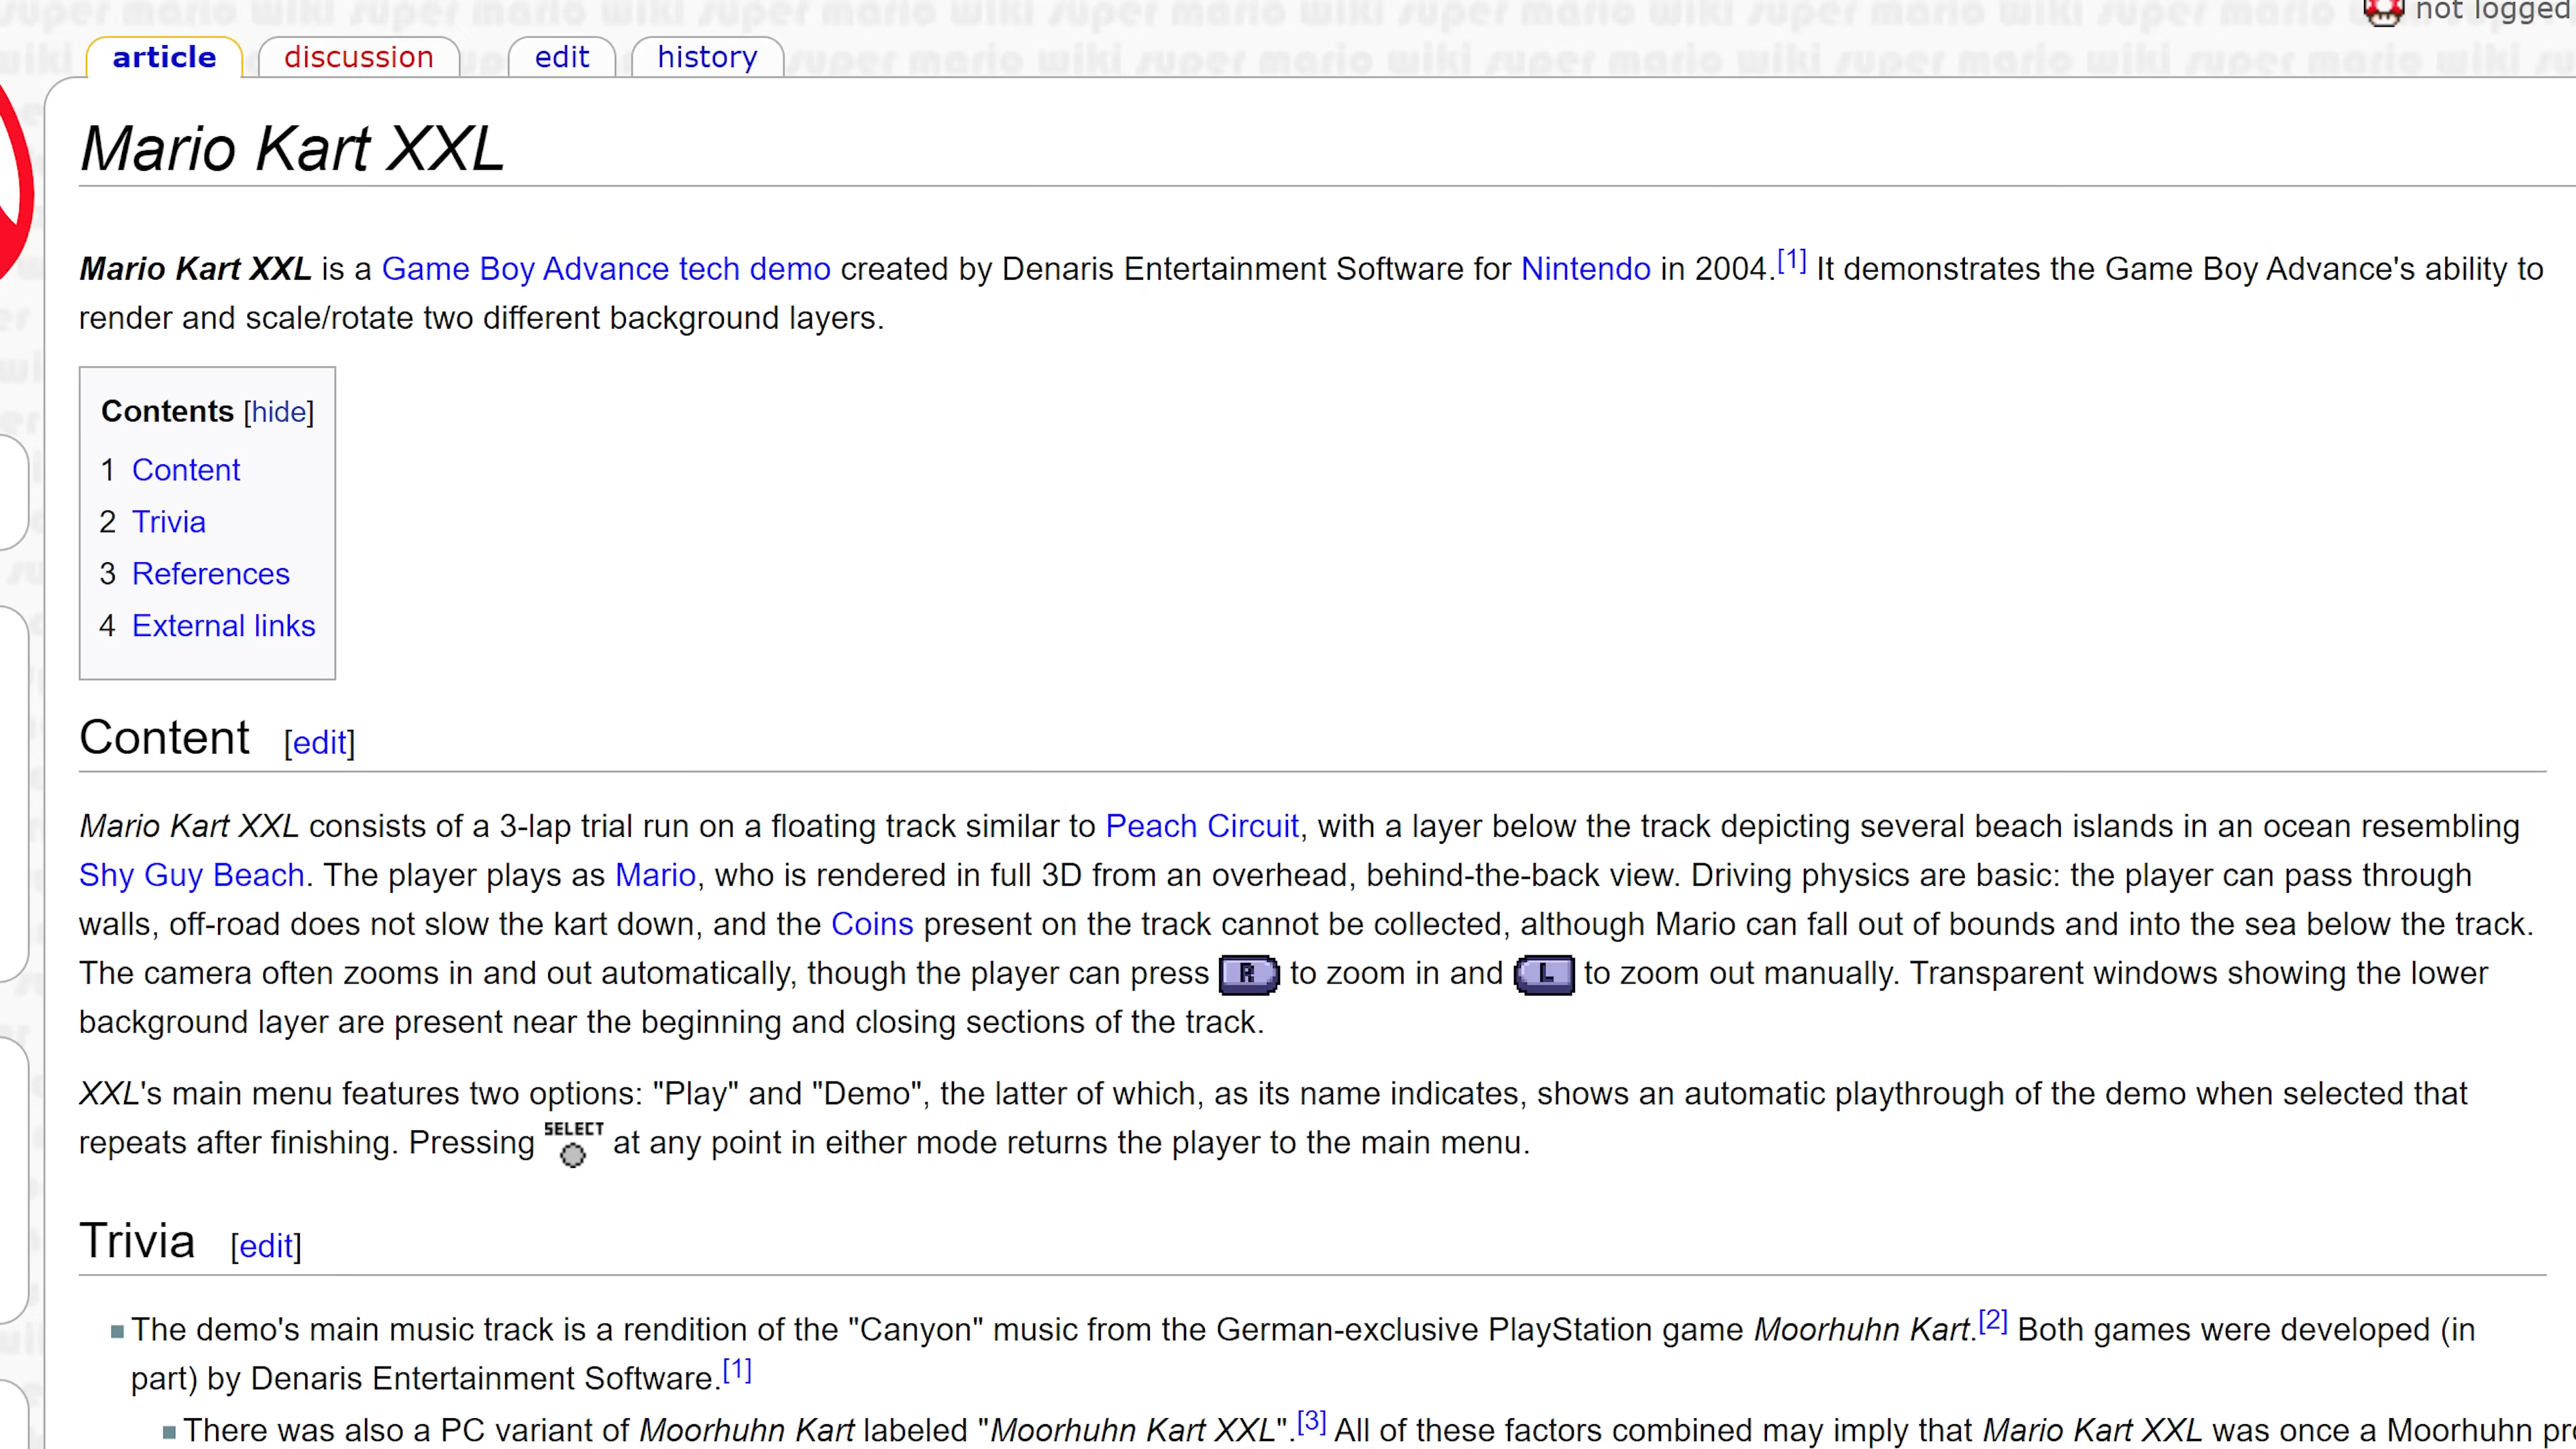 not logged
article discussion edit history
Mario Kart XXL
Mario Kart XXL is a Game Boy Advance tech demo created by Denaris Entertainment Software for Nintendo in 2004.[1] It demonstrates the Game Boy Advance's ability to
render and scale/rotate two different background layers.
Contents [hide]
1 Content
2 Trivia
3 References
4 External links
Content [edit]
Mario Kart XXL consists of a 3-lap trial run on a floating track similar to Peach Circuit, with a layer below the track depicting several beach islands in an ocean resembling
Shy Guy Beach. The player plays as Mario, who is rendered in full 3D from an overhead, behind-the-back view. Driving physics are basic: the player can pass through
walls, off-road does not slow the kart down, and the Coins present on the track cannot be collected, although Mario can fall out of bounds and into the sea below the track.
The camera often zooms in and out automatically, though the player can press R to zoom in and L to zoom out manually. Transparent windows showing the lower
background layer are present near the beginning and closing sections of the track.
XXL's main menu features two options: "Play" and "Demo", the latter of which, as its name indicates, shows an automatic playthrough of the demo when selected that
repeats after finishing. Pressing SELECT at any point in either mode returns the player to the main menu.
Trivia [edit]
The demo's main music track is a rendition of the "Canyon" music from the German-exclusive PlayStation game Moorhuhn Kart.[2] Both games were developed (in
part) by Denaris Entertainment Software.[1]
There was also a PC variant of Moorhuhn Kart labeled "Moorhuhn Kart XXL".[3] All of these factors combined may imply that Mario Kart XXL was once a Moorhuhn